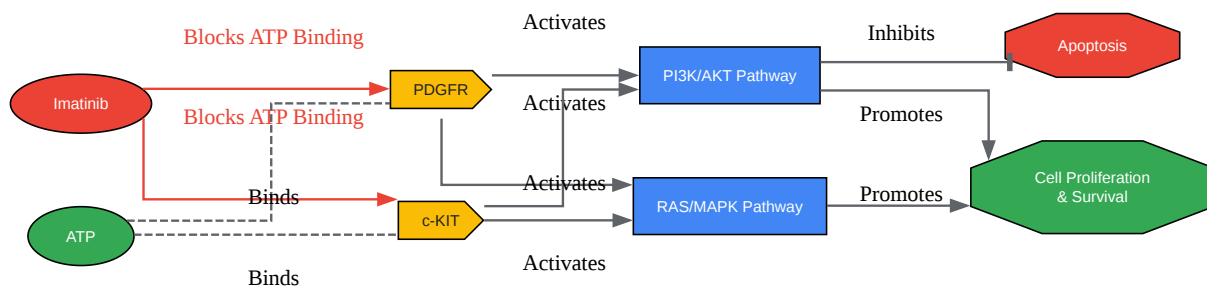 Activates
Inhibits
Blocks ATP Binding
Apoptosis
PI3K/AKT Pathway
PDGFR
Imatinib
Activates
Blocks ATP Binding
Promotes
Activates
Cell Proliferation
& Survival
Binds
Promotes
RAS/MAPK Pathway
c-KIT
ATP
Activates
Binds